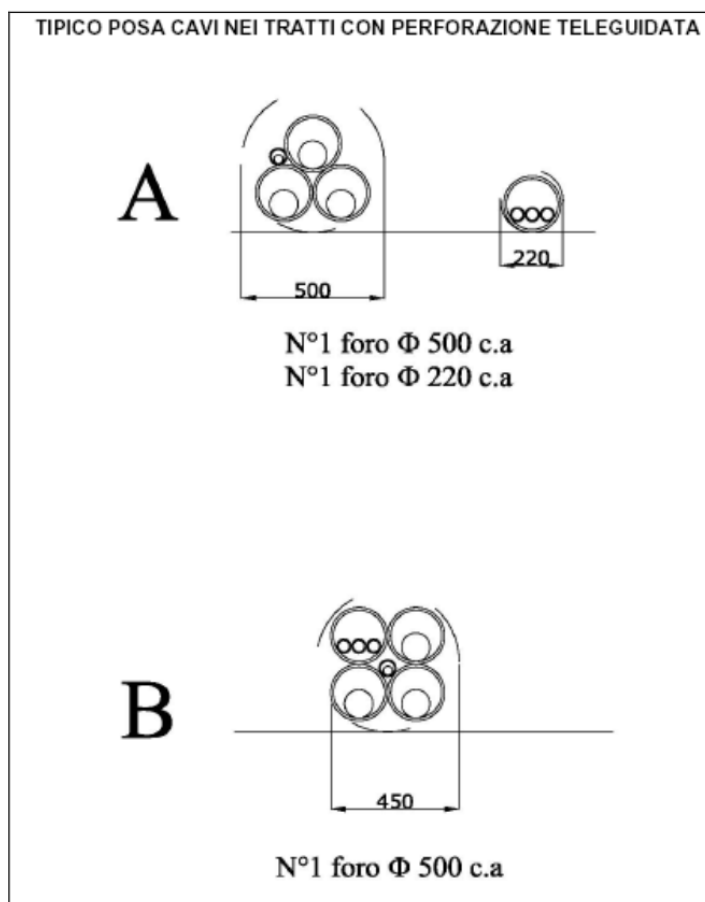 TIPICO POSA CAVI NEI TRATTI CON PERFORAZIONE TELEGUIDATA
A
500
220
N°1 foro Φ 500 c.a
N°1 foro Φ 220 c.a
B
450
N°1 foro Φ 500 c.a